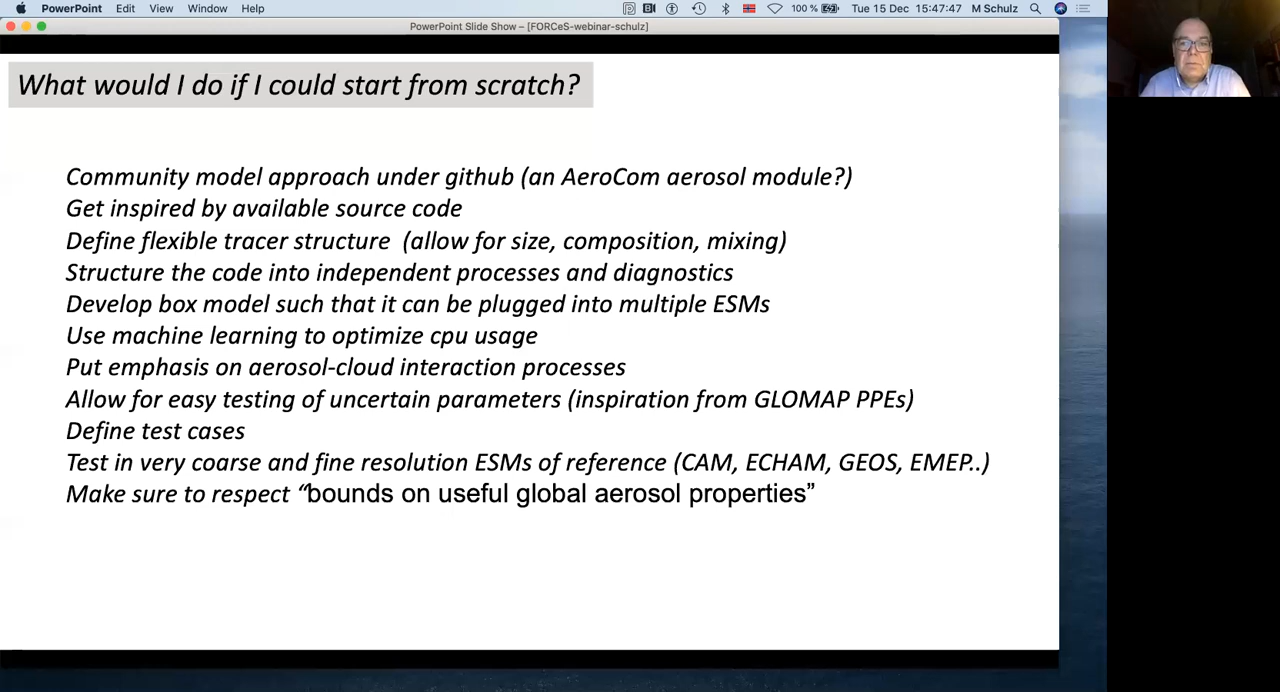 PowerPoint Edit View Window Help 100 % Tue 15 Dec 15:47:47 M Schulz
PowerPoint Slide Show – [FORCeS-webinar-schulz]
What would I do if I could start from scratch?
Community model approach under github (an AeroCom aerosol module?)
Get inspired by available source code
Define flexible tracer structure (allow for size, composition, mixing)
Structure the code into independent processes and diagnostics
Develop box model such that it can be plugged into multiple ESMs
Use machine learning to optimize cpu usage
Put emphasis on aerosol-cloud interaction processes
Allow for easy testing of uncertain parameters (inspiration from GLOMAP PPEs)
Define test cases
Test in very coarse and fine resolution ESMs of reference (CAM, ECHAM, GEOS, EMEP..)
Make sure to respect “bounds on useful global aerosol properties”